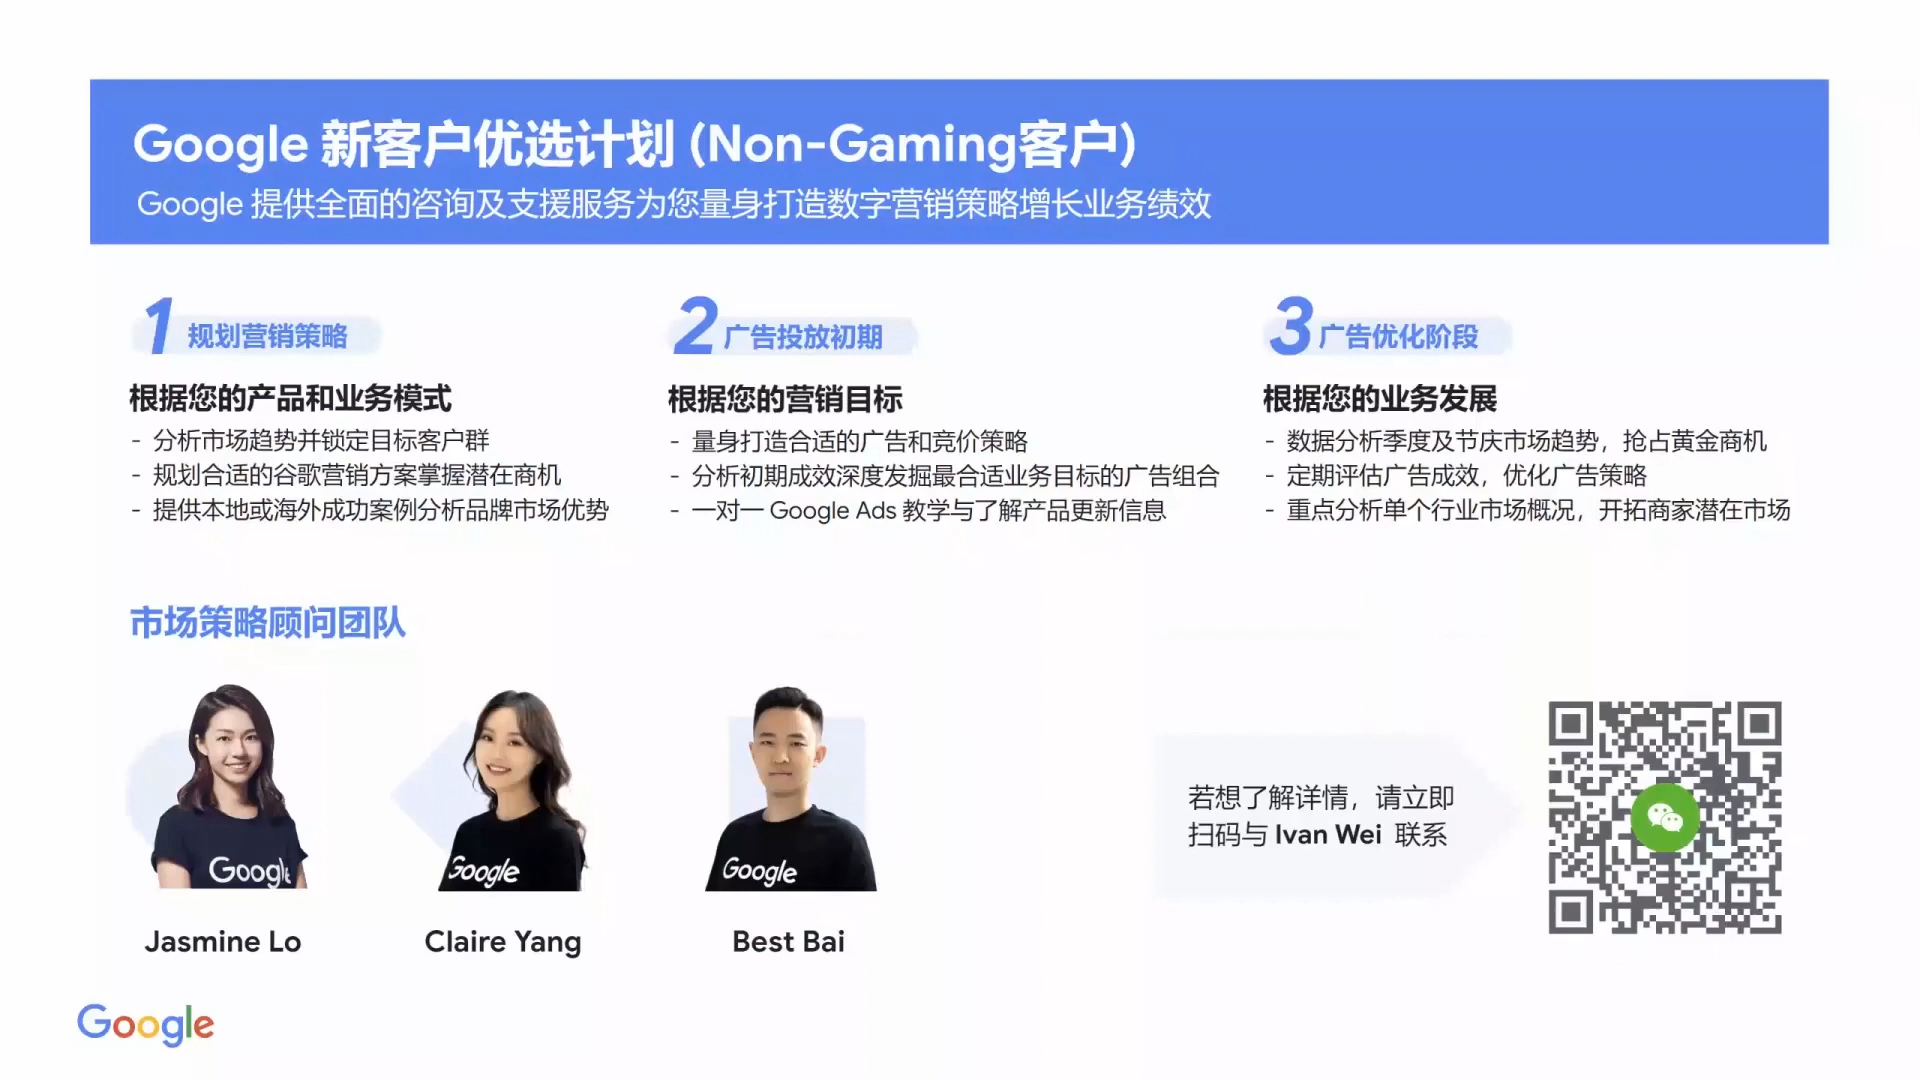 Google 新客户优选计划 (Non-Gaming客户)
Google 提供全面的咨询及支援服务为您量身打造数字营销策略增长业务绩效
1 规划营销策略
根据您的产品和业务模式
- 分析市场趋势并锁定目标客户群
- 规划合适的谷歌营销方案掌握潜在商机
- 提供本地或海外成功案例分析品牌市场优势
2 广告投放初期
根据您的营销目标
- 量身打造合适的广告和竞价策略
- 分析初期成效深度发掘最合适业务目标的广告组合
- 一对一 Google Ads 教学与了解产品更新信息
3 广告优化阶段
根据您的业务发展
- 数据分析季度及节庆市场趋势，抢占黄金商机
- 定期评估广告成效，优化广告策略
- 重点分析单个行业市场概况，开拓商家潜在市场
市场策略顾问团队
Google
Google
Google
Jasmine Lo
Claire Yang
Best Bai
若想了解详情，请立即
扫码与 Ivan Wei 联系
Google